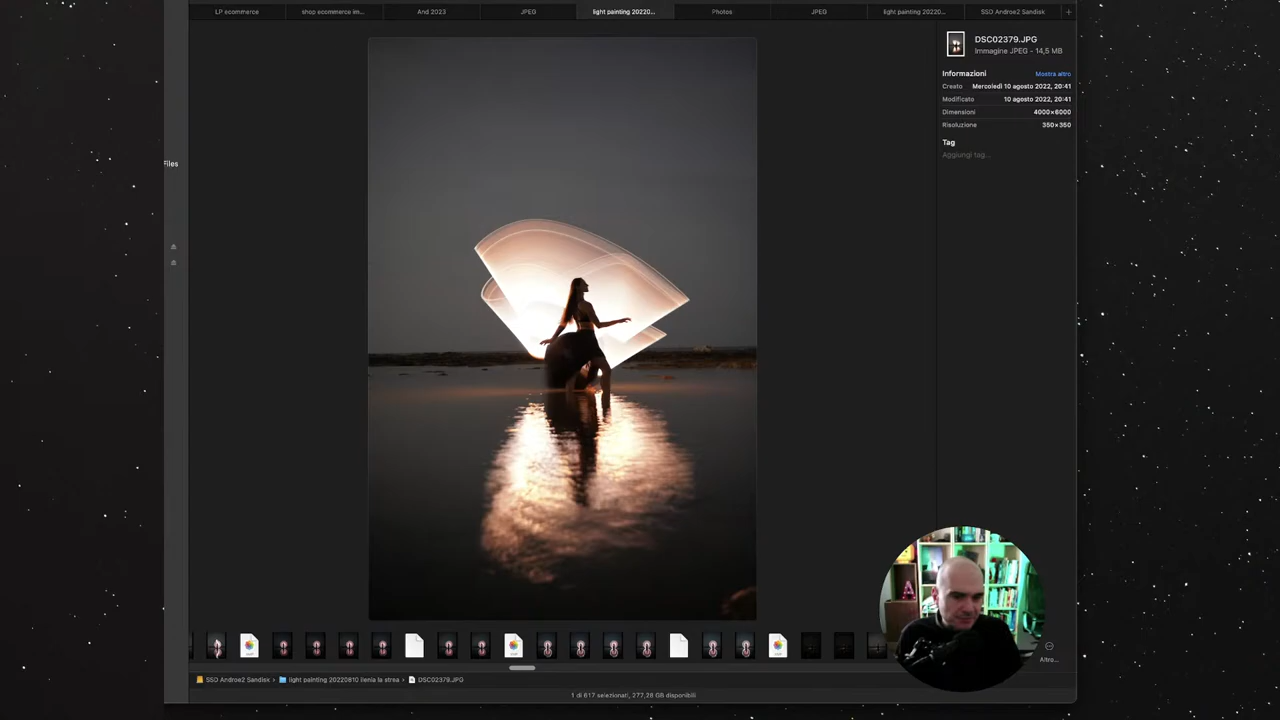 LP ecommerce
shop ecommerce im...
And 2023
JPEG
light painting 20220...
Photos
JPEG
light painting 20220...
SSD Androe2 Sandisk
+
DSC02379.JPG
Immagine JPEG - 14,5 MB
Informazioni
Mostra altro
Creato Mercoledì 10 agosto 2022, 20:41
Modificato 10 agosto 2022, 20:41
Dimensioni 4000×6000
Risoluzione 350×350
Tag
Aggiungi tag...
Files
Altro...
SSD Androe2 Sandisk › light painting 20220810 ilenia la strea › DSC02379.JPG
1 di 617 selezionati, 277,28 GB disponibili